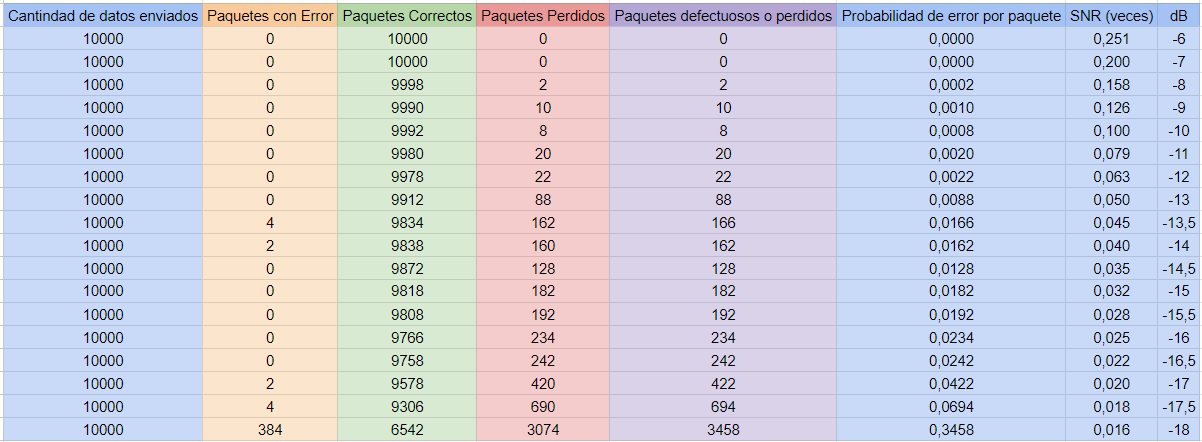 Cantindad de datos enviados Paquetes con Error Paquetes Correctos Paquetes Perdidos Paquetes defectuosos o perdidos Probabilidad de error por paquete SNR (veces) dB
10000 0 10000 0 0 0,0000 0,251 -6
10000 0 10000 0 0 0,0000 0,200 -7
10000 0 9998 2 2 0,0002 0,158 -8
10000 0 9990 10 10 0,0010 0,126 -9
10000 0 9992 8 8 0,0008 0,100 -10
10000 0 9980 20 20 0,0020 0,079 -11
10000 0 9978 22 22 0,0022 0,063 -12
10000 0 9912 88 88 0,0088 0,050 -13
10000 4 9834 162 166 0,0166 0,045 -13,5
10000 2 9838 160 162 0,0162 0,040 -14
10000 0 9872 128 128 0,0128 0,035 -14,5
10000 0 9818 182 182 0,0182 0,032 -15
10000 0 9808 192 192 0,0192 0,028 -15,5
10000 0 9766 234 234 0,0234 0,025 -16
10000 0 9758 242 242 0,0242 0,022 -16,5
10000 2 9578 420 422 0,0422 0,020 -17
10000 4 9306 690 694 0,0694 0,018 -17,5
10000 384 6542 3074 3458 0,3458 0,016 -18